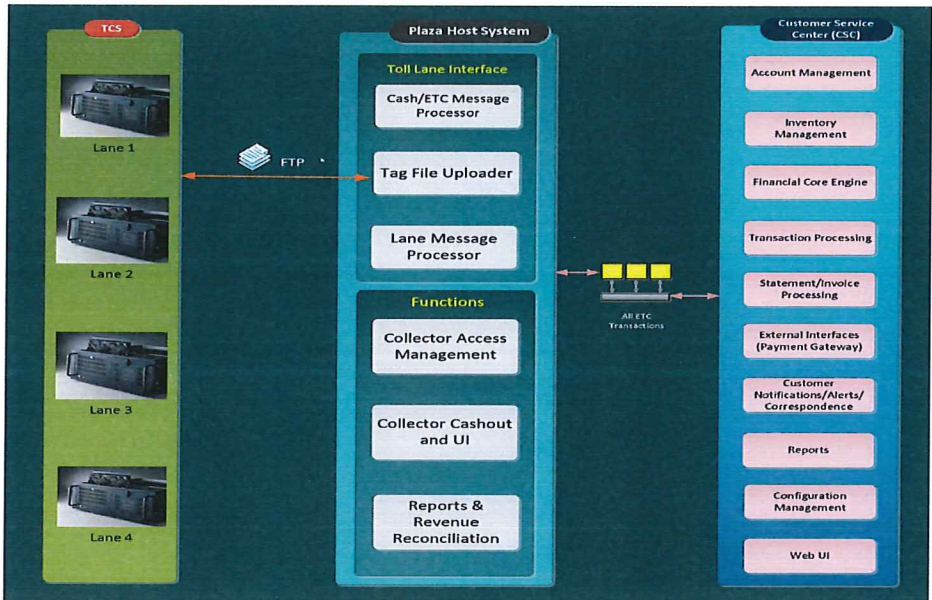 TCS
Lane 1
Lane 2
Lane 3
Lane 4
FTP
Plaza Host System
Toll Lane Interface
Cash/ETC Message
Processor
Tag File Uploader
Lane Message
Processor
Functions
Collector Access
Management
Collector Cashout
and UI
Reports &
Revenue
Reconciliation
All ETC
Transactions
Customer Service
Center (CSC)
Account Management
Inventory
Management
Financial Core Engine
Transaction Processing
Statement/Invoice
Processing
External Interfaces
(Payment Gateway)
Customer
Notifications/Alerts/
Correspondence
Reports
Configuration
Management
Web UI